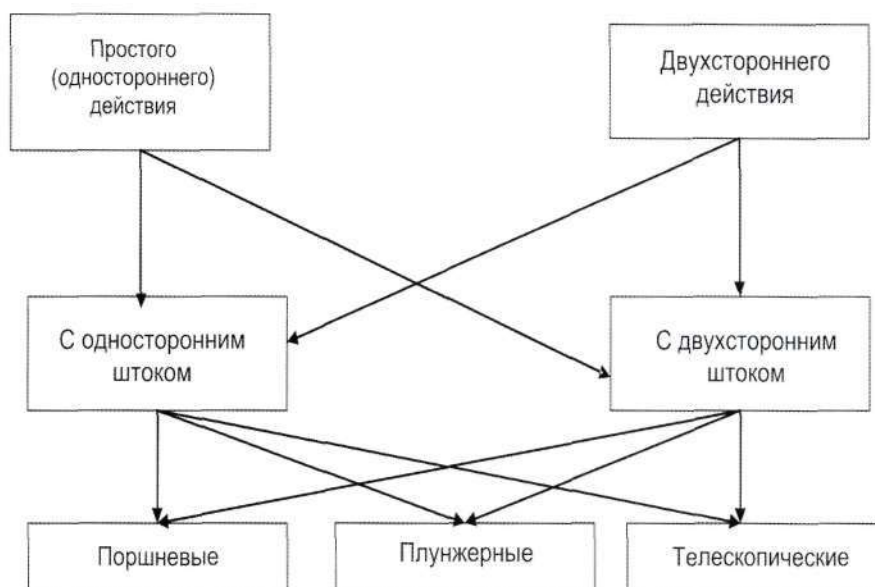 Простого
(одностороннего)
действия
Двухстороннего
действия
С односторонним
штоком
С двухсторонним
штоком
Поршневые
Плунжерные
Телескопические